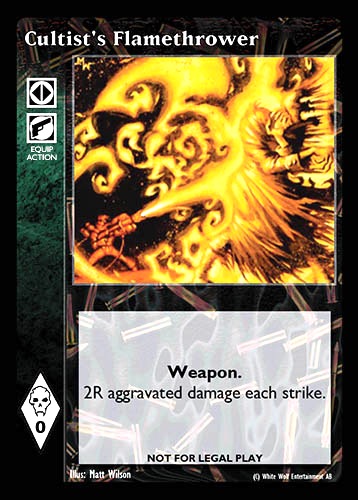 Cultist's Flamethrower
MW
EQUIP
ACTION
Weapon.
2R aggravated damage each strike.
0
NOT FOR LEGAL PLAY
Illus: Matt Wilson
(C) White Wolf Entertainment AB